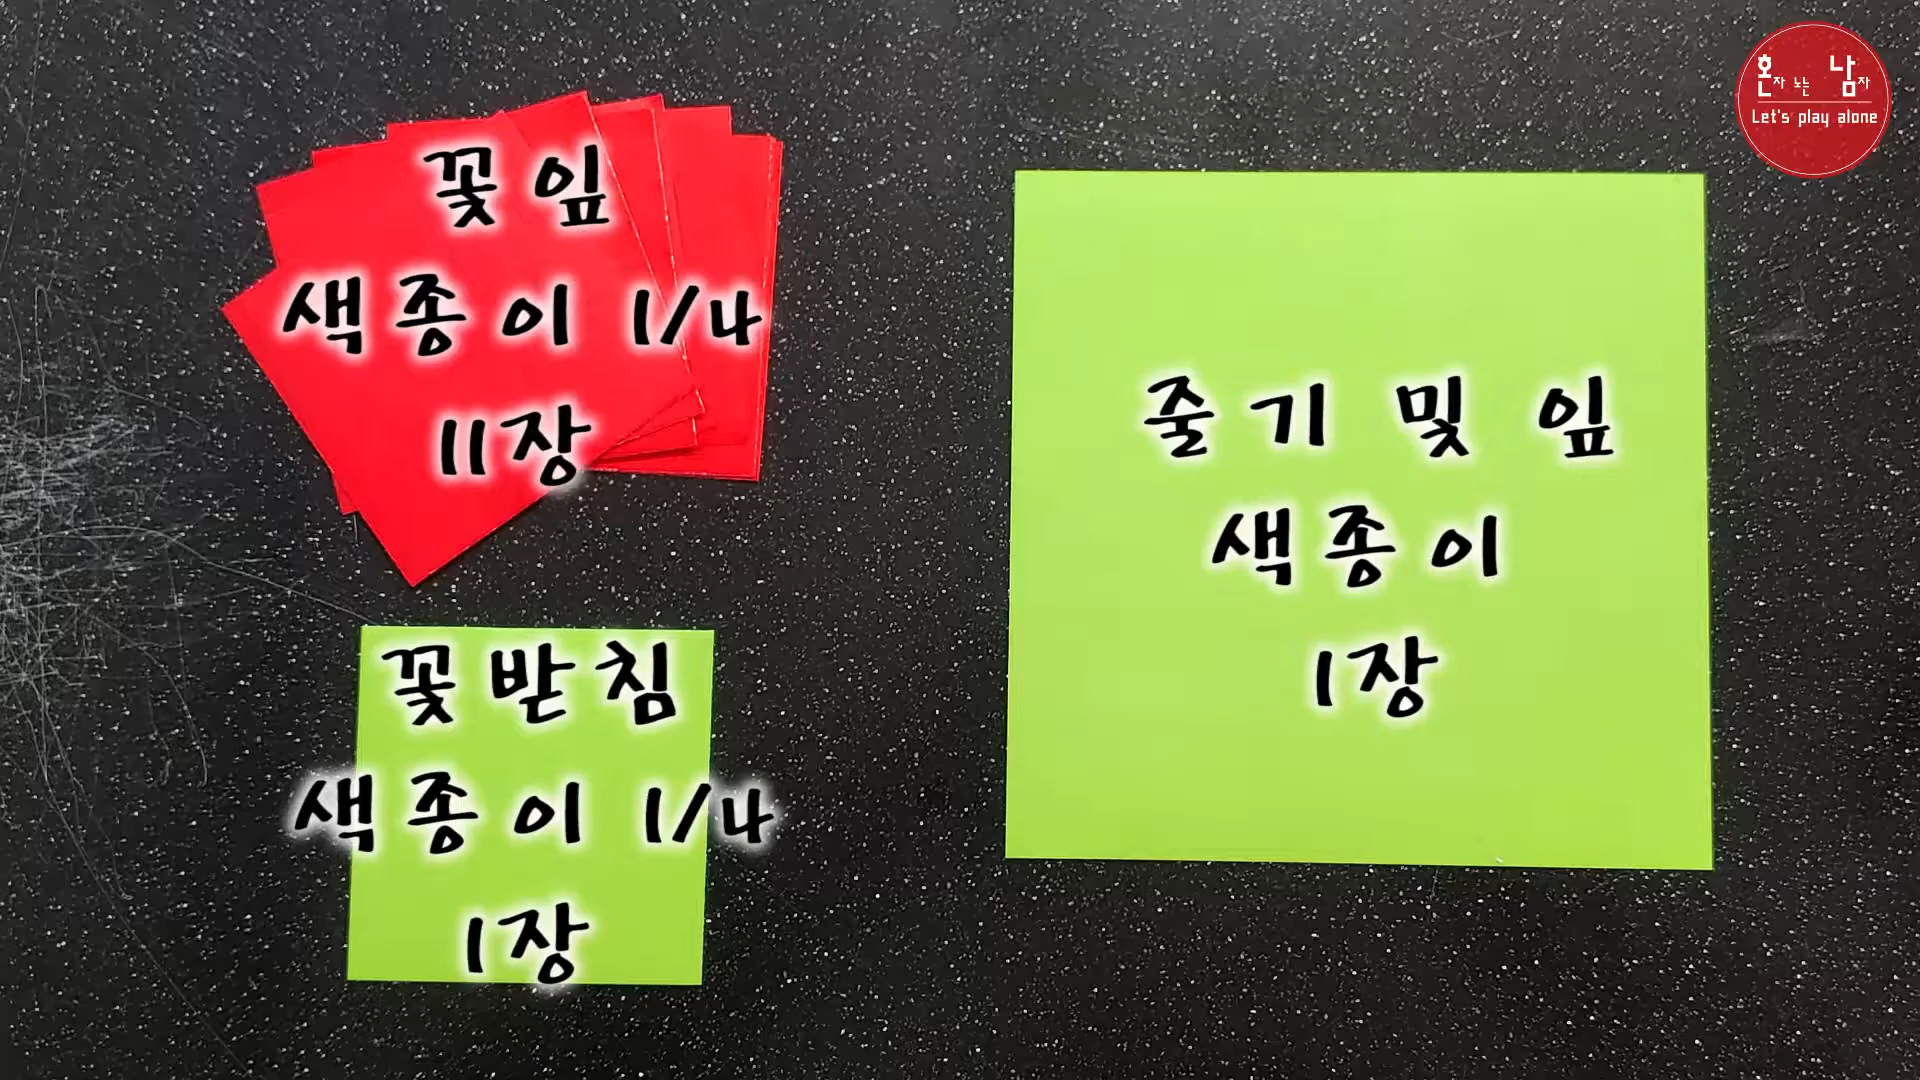 꽃잎
색종이 1/4
11장
꽃받침
색종이 1/4
1장
줄기 및 잎
색종이
1장
혼자 노는 남자
Let's play alone